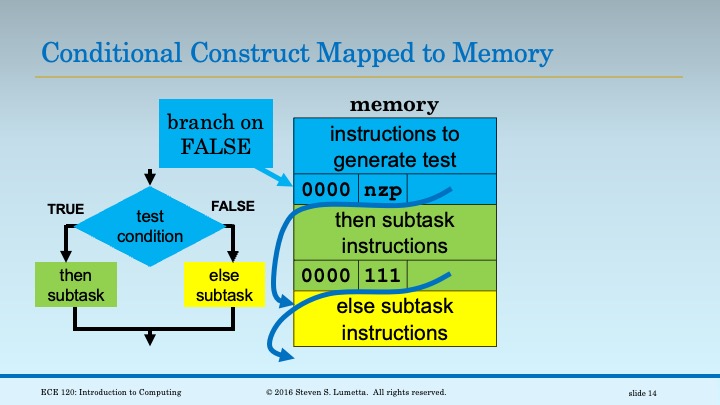 Conditional Construct Mapped to Memory
branch on
FALSE
memory
instructions to
generate test
0000 nzp
then subtask
instructions
0000 111
else subtask
instructions
TRUE
FALSE
test
condition
then
subtask
else
subtask
ECE 120: Introduction to Computing
© 2016 Steven S. Lumetta. All rights reserved.
slide 14